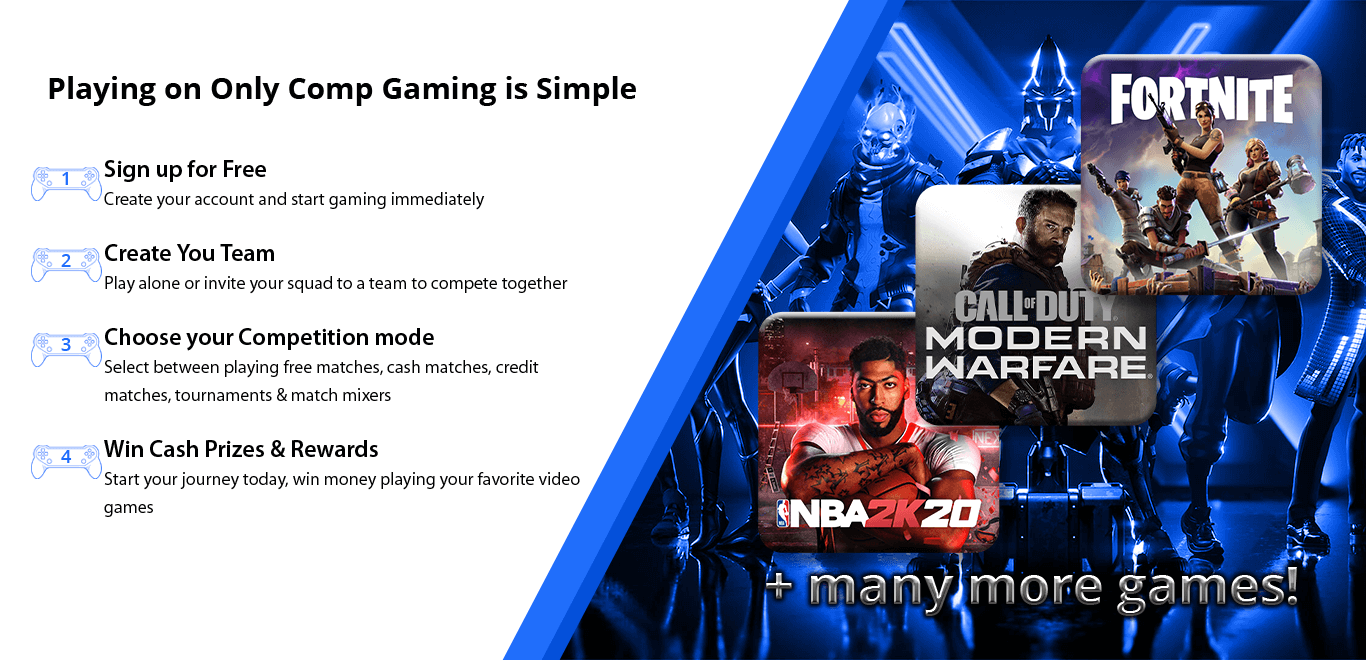 Playing on Only Comp Gaming is Simple
1
Sign up for Free
Create your account and start gaming immediately
2
Create You Team
Play alone or invite your squad to a team to compete together
3
Choose your Competition mode
Select between playing free matches, cash matches, credit
matches, tournaments & match mixers
4
Win Cash Prizes & Rewards
Start your journey today, win money playing your favorite video
games
FORTNITE
CALL OF DUTY®
MODERN
WARFARE®
NEX
NBA
NBA2K20
+ many more games!